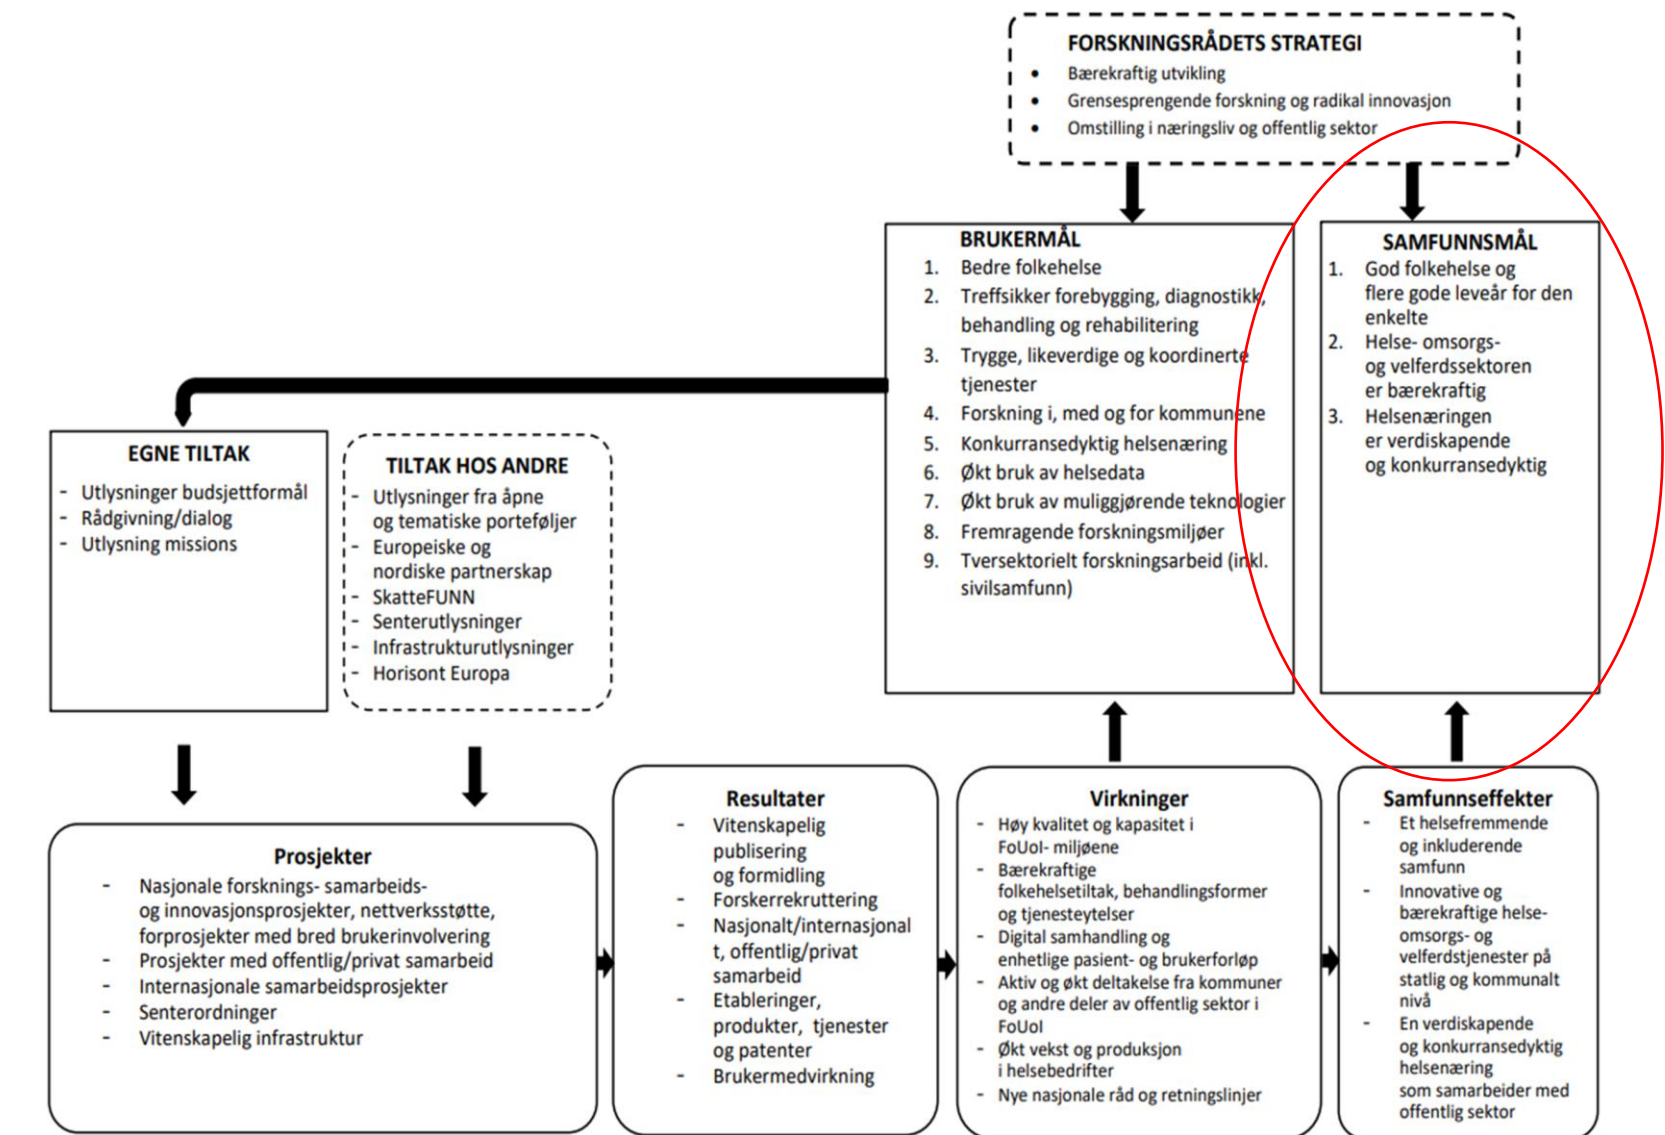 FORSKNINGSRÅDETS STRATEGI
• Bærekraftig utvikling
• Grensesprengende forskning og radikal innovasjon
• Omstilling i næringsliv og offentlig sektor
BRUKERMÅL
1. Bedre folkehelse
2. Treffsikker forebygging, diagnostikk,
behandling og rehabilitering
3. Trygge, likeverdige og koordinerte
tjenester
4. Forskning i, med og for kommunene
5. Konkurransedyktig helsenæring
6. Økt bruk av helsedata
7. Økt bruk av muliggjørende teknologier
8. Fremragende forskningsmiljøer
9. Tversektorielt forskningsarbeid (inkl.
sivilsamfunn)
SAMFUNNSMÅL
1. God folkehelse og
flere gode leveår for den
enkelte
2. Helse- omsorgs-
og velferdssektoren
er bærekraftig
3. Helsenæringen
er verdiskapende
og konkurransedyktig
EGNE TILTAK
- Utlysninger budsjettformål
- Rådgivning/dialog
- Utlysning missions
TILTAK HOS ANDRE
- Utlysninger fra åpne
og tematiske porteføljer
- Europeiske og
nordiske partnerskap
- SkatteFUNN
- Senterutlysninger
- Infrastrukturutlysninger
- Horisont Europa
Prosjekter
- Nasjonale forsknings- samarbeids-
og innovasjonsprosjekter, nettverksstøtte,
forprosjekter med bred brukerinvolvering
- Prosjekter med offentlig/privat samarbeid
- Internasjonale samarbeidsprosjekter
- Senterordninger
- Vitenskapelig infrastruktur
Resultater
- Vitenskapelig
publisering
og formidling
- Forskerrekruttering
- Nasjonalt/internasjonal
t, offentlig/privat
samarbeid
- Etableringer,
produkter, tjenester
og patenter
- Brukermedvirkning
Virkninger
- Høy kvalitet og kapasitet i
FoUoI- miljøene
- Bærekraftige
folkehelsetiltak, behandlingsformer
og tjenesteytelser
- Digital samhandling og
enhetlige pasient- og brukerforløp
- Aktiv og økt deltakelse fra kommuner
og andre deler av offentlig sektor i
FoUoI
- Økt vekst og produksjon
i helsebedrifter
- Nye nasjonale råd og retningslinjer
Samfunnseffekter
- Et helsefremmende
og inkluderende
samfunn
- Innovative og
bærekraftige helse-
omsorgs- og
velferdstjenester på
statlig og kommunalt
nivå
- En verdiskapende
og konkurransedyktig
helsenæring
som samarbeider med
offentlig sektor